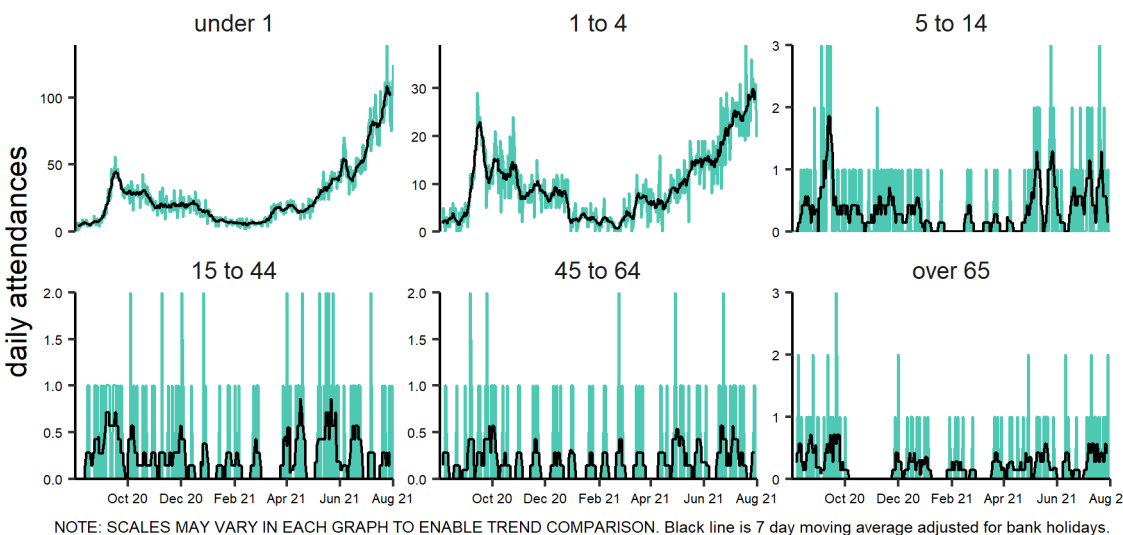 under 1
1 to 4
5 to 14
daily attendances
100
50
0
30
20
10
0
3
2
1
0
15 to 44
45 to 64
over 65
2.0
1.5
1.0
0.5
0.0
2.0
1.5
1.0
0.5
0.0
3
2
1
0
Oct 20 Dec 20 Feb 21 Apr 21 Jun 21 Aug 21
Oct 20 Dec 20 Feb 21 Apr 21 Jun 21 Aug 21
Oct 20 Dec 20 Feb 21 Apr 21 Jun 21 Aug 2
NOTE: SCALES MAY VARY IN EACH GRAPH TO ENABLE TREND COMPARISON. Black line is 7 day moving average adjusted for bank holidays.